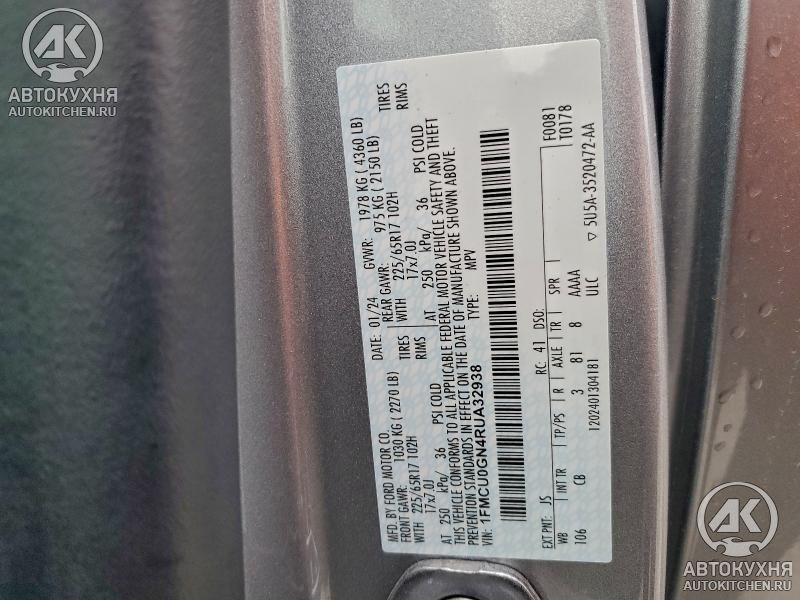 MFD. BY FORD MOTOR CO.
DATE: 01/24 GVWR: 1978 KG ( 4360 LB)
FRONT GAWR: 1030 KG ( 2270 LB) REAR GAWR: 975 KG ( 2150 LB)
WITH 225/65R17 102H TIRES WITH 225/65R17 102H TIRES
17x7.0J RIMS 17x7.0J RIMS
AT 250 kPa/ 36 PSI COLD AT 250 kPa/ 36 PSI COLD
THIS VEHICLE CONFORMS TO ALL APPLICABLE FEDERAL MOTOR VEHICLE SAFETY AND THEFT
PREVENTION STANDARDS IN EFFECT ON THE DATE OF MANUFACTURE SHOWN ABOVE.
VIN: 1FMCU0GN4RUA32938 TYPE: MPV
F0081
T0178
EXT PNT: JS RC: 41 DSO:
WB INT TR TP/PS R AXLE TR SPR
106 CB 3 81 8 AAAA
1202401304181 ULC
▽ 5U5A-3520472-AA
АК
АВТОКУХНЯ
AUTOKITCHEN.RU
АК
АВТОКУХНЯ
AUTOKITCHEN.RU